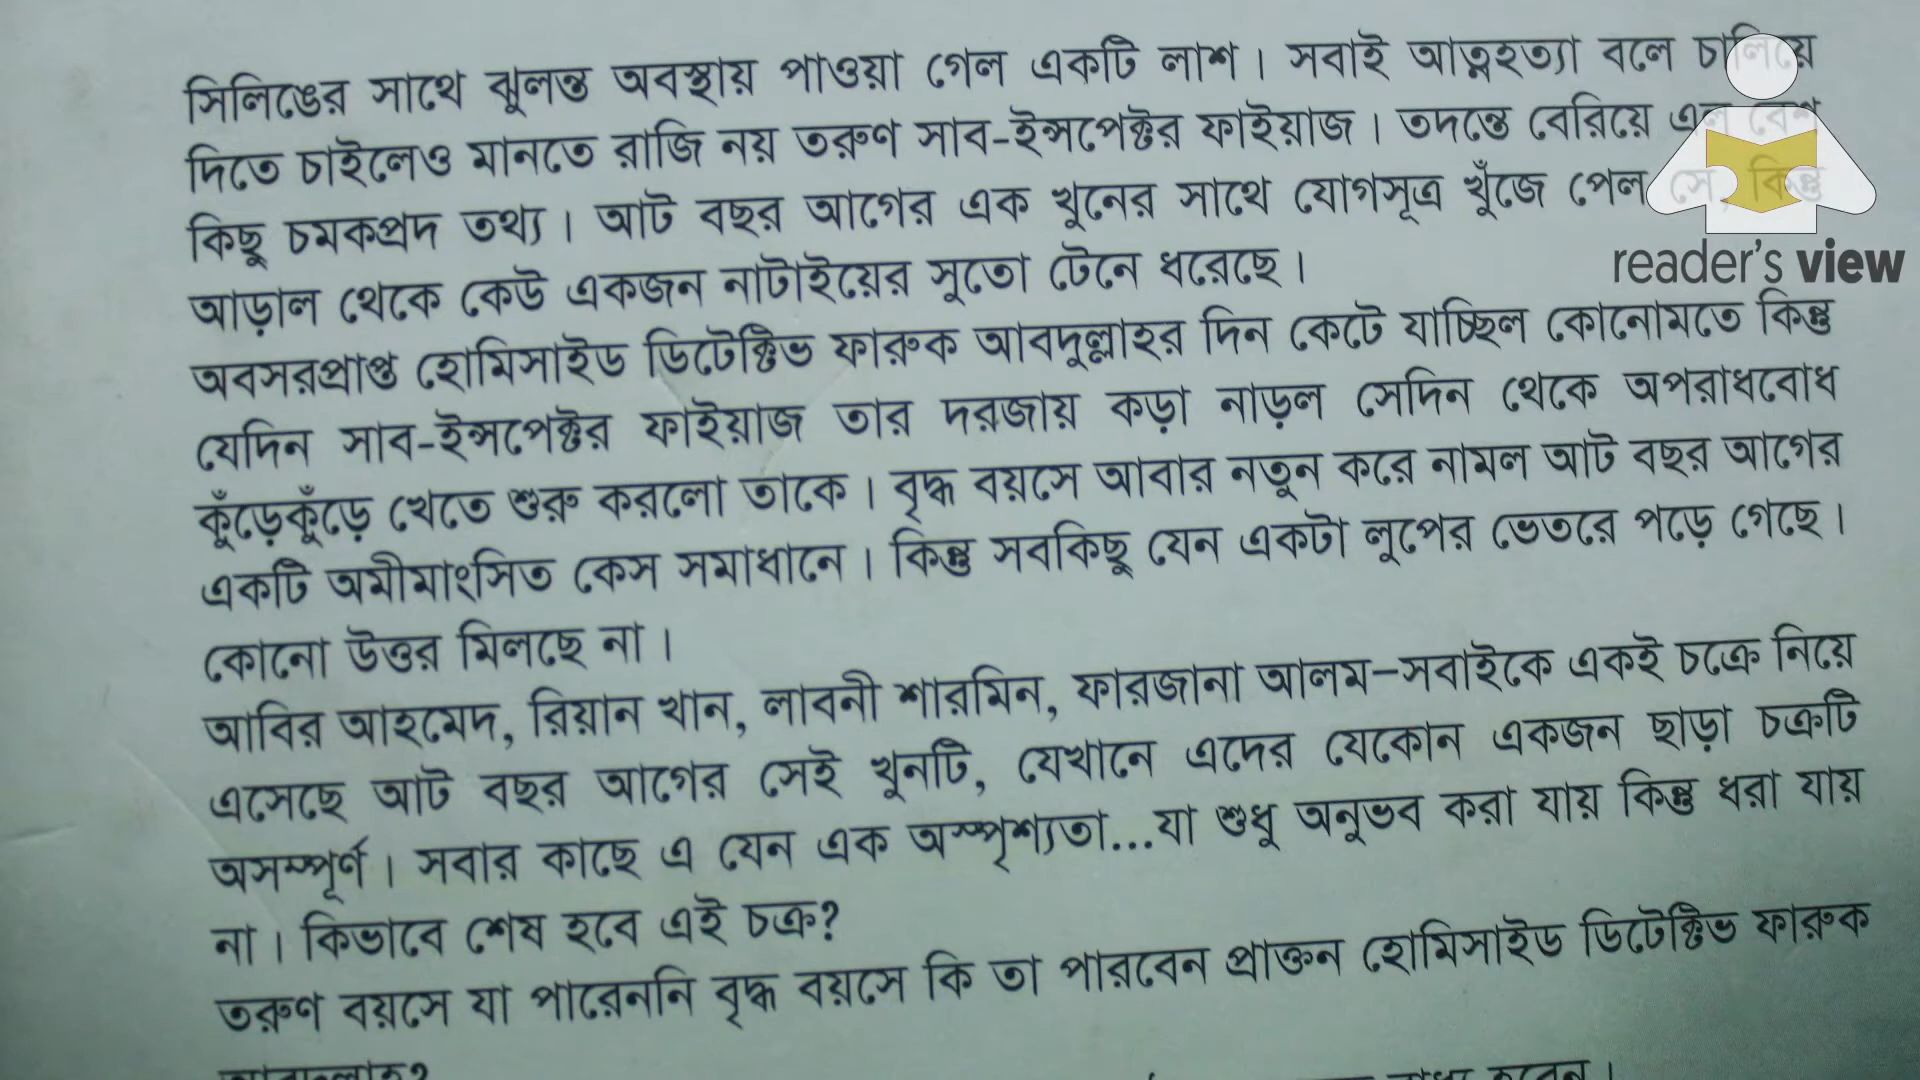 সিলিঙের সাথে ঝুলন্ত অবস্থায় পাওয়া গেল একটি লাশ। সবাই আত্নহত্যা বলে চালিয়ে
দিতে চাইলেও মানতে রাজি নয় তরুণ সাব-ইন্সপেক্টর ফাইয়াজ। তদন্তে বেরিয়ে এল বেশ
কিছু চমকপ্রদ তথ্য। আট বছর আগের এক খুনের সাথে যোগসূত্র খুঁজে পেল সে, কিন্তু
আড়াল থেকে কেউ একজন নাটাইয়ের সুতো টেনে ধরেছে।
অবসরপ্রাপ্ত হোমিসাইড ডিটেক্টিভ ফারুক আবদুল্লাহর দিন কেটে যাচ্ছিল কোনোমতে কিন্তু
যেদিন সাব-ইন্সপেক্টর ফাইয়াজ তার দরজায় কড়া নাড়ল সেদিন থেকে অপরাধবোধ
কুঁড়েকুঁড়ে খেতে শুরু করলো তাকে। বৃদ্ধ বয়সে আবার নতুন করে নামল আট বছর আগের
একটি অমীমাংসিত কেস সমাধানে। কিন্তু সবকিছু যেন একটা লুপের ভেতরে পড়ে গেছে।
কোনো উত্তর মিলছে না।
আবির আহমেদ, রিয়ান খান, লাবনী শারমিন, ফারজানা আলম–সবাইকে একই চক্রে নিয়ে
এসেছে আট বছর আগের সেই খুনটি, যেখানে এদের যেকোন একজন ছাড়া চক্রটি
অসম্পূর্ণ। সবার কাছে এ যেন এক অস্পৃশ্যতা...যা শুধু অনুভব করা যায় কিন্তু ধরা যায়
না। কিভাবে শেষ হবে এই চক্র?
তরুণ বয়সে যা পারেননি বৃদ্ধ বয়সে কি তা পারবেন প্রাক্তন হোমিসাইড ডিটেক্টিভ ফারুক
reader's view